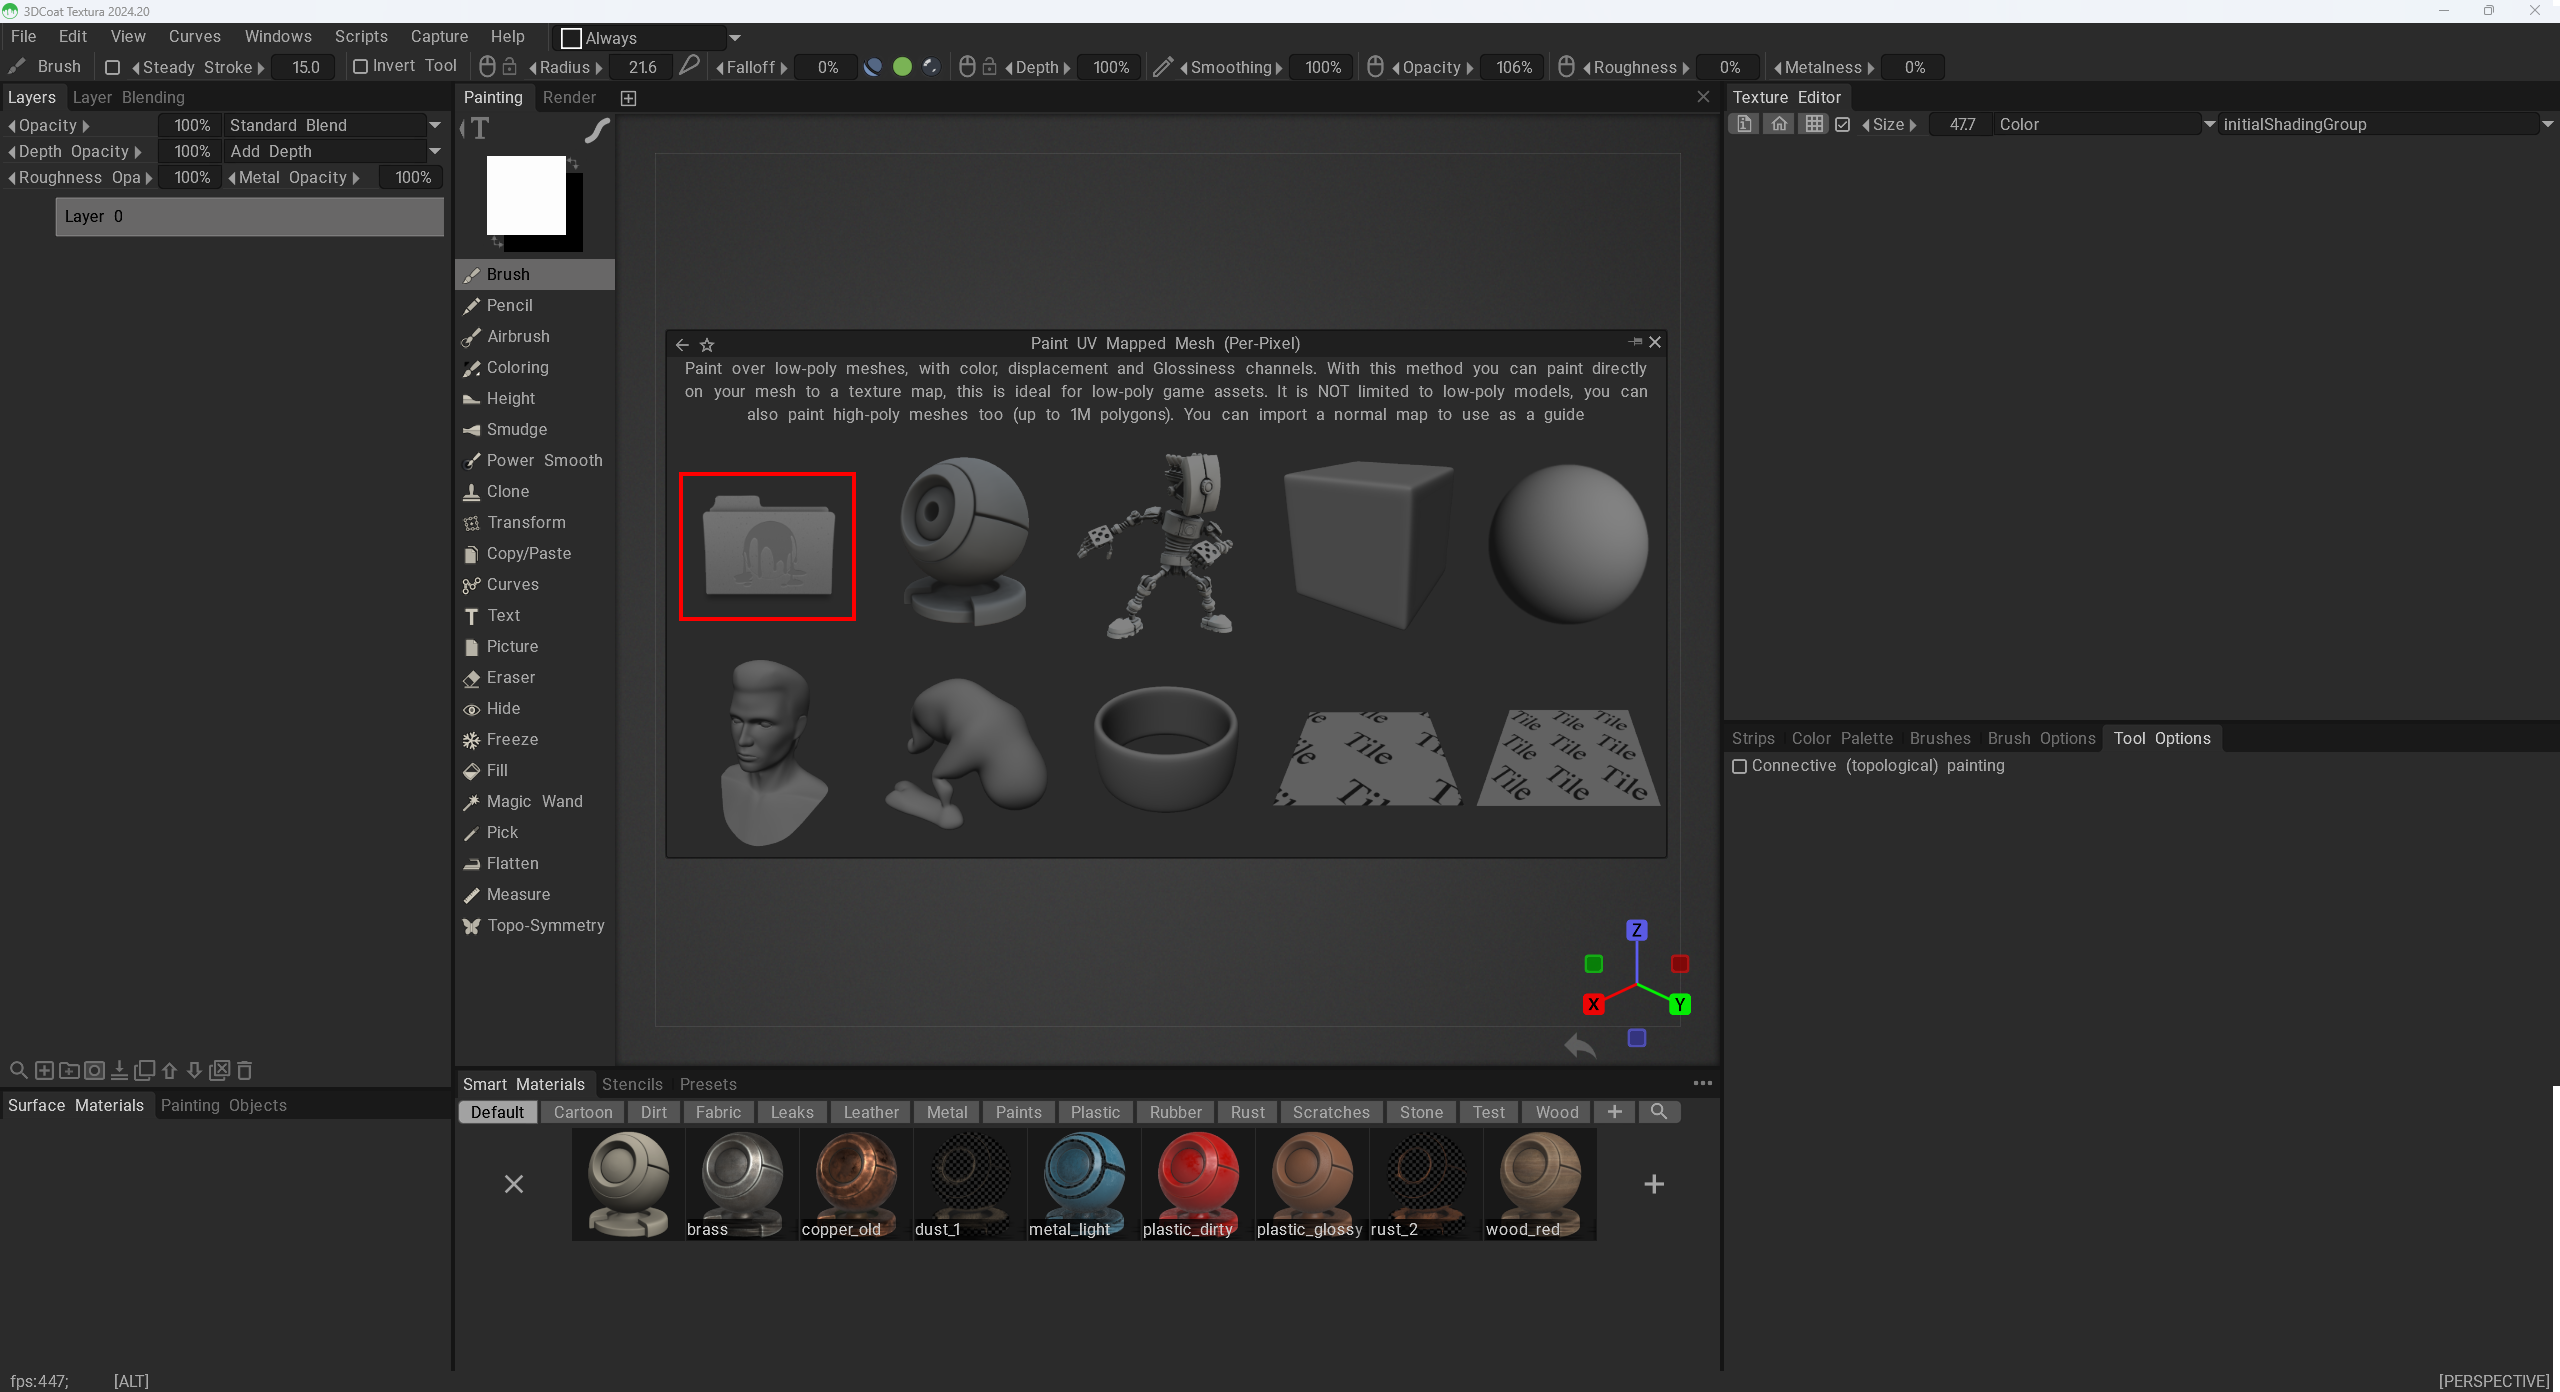 3DCoat Textura 2024.20
File Edit View Curves Windows Scripts Capture Help Always
Brush Steady Stroke 15.0 Invert Tool Radius 21.6 Falloff 0% Depth 100% Smoothing 100% Opacity 106% Roughness 0% Metalness 0%
Layers Layer Blending
Opacity 100% Standard Blend
Depth Opacity 100% Add Depth
Roughness Opa 100% Metal Opacity 100%
Layer 0
Surface Materials Painting Objects
Painting Render
T
Brush
Pencil
Airbrush
Coloring
Height
Smudge
Power Smooth
Clone
Transform
Copy/Paste
Curves
Text
Picture
Eraser
Hide
Freeze
Fill
Magic Wand
Pick
Flatten
Measure
Topo-Symmetry
Paint UV Mapped Mesh (Per-Pixel)
Paint over low-poly meshes, with color, displacement and Glossiness channels. With this method you can paint directly
on your mesh to a texture map, this is ideal for low-poly game assets. It is NOT limited to low-poly models, you can
also paint high-poly meshes too (up to 1M polygons). You can import a normal map to use as a guide
Tile
Tile Tile Tile
Tile Tile Tile
Tile Tile Tile
Z
X Y
Smart Materials Stencils Presets
Default Cartoon Dirt Fabric Leaks Leather Metal Paints Plastic Rubber Rust Scratches Stone Test Wood
brass copper_old dust_1 metal_light plastic_dirty plastic_glossy rust_2 wood_red
Texture Editor
Size 47.7 Color initialShadingGroup
Strips Color Palette Brushes Brush Options Tool Options
Connective (topological) painting
fps:447; [ALT] [PERSPECTIVE]